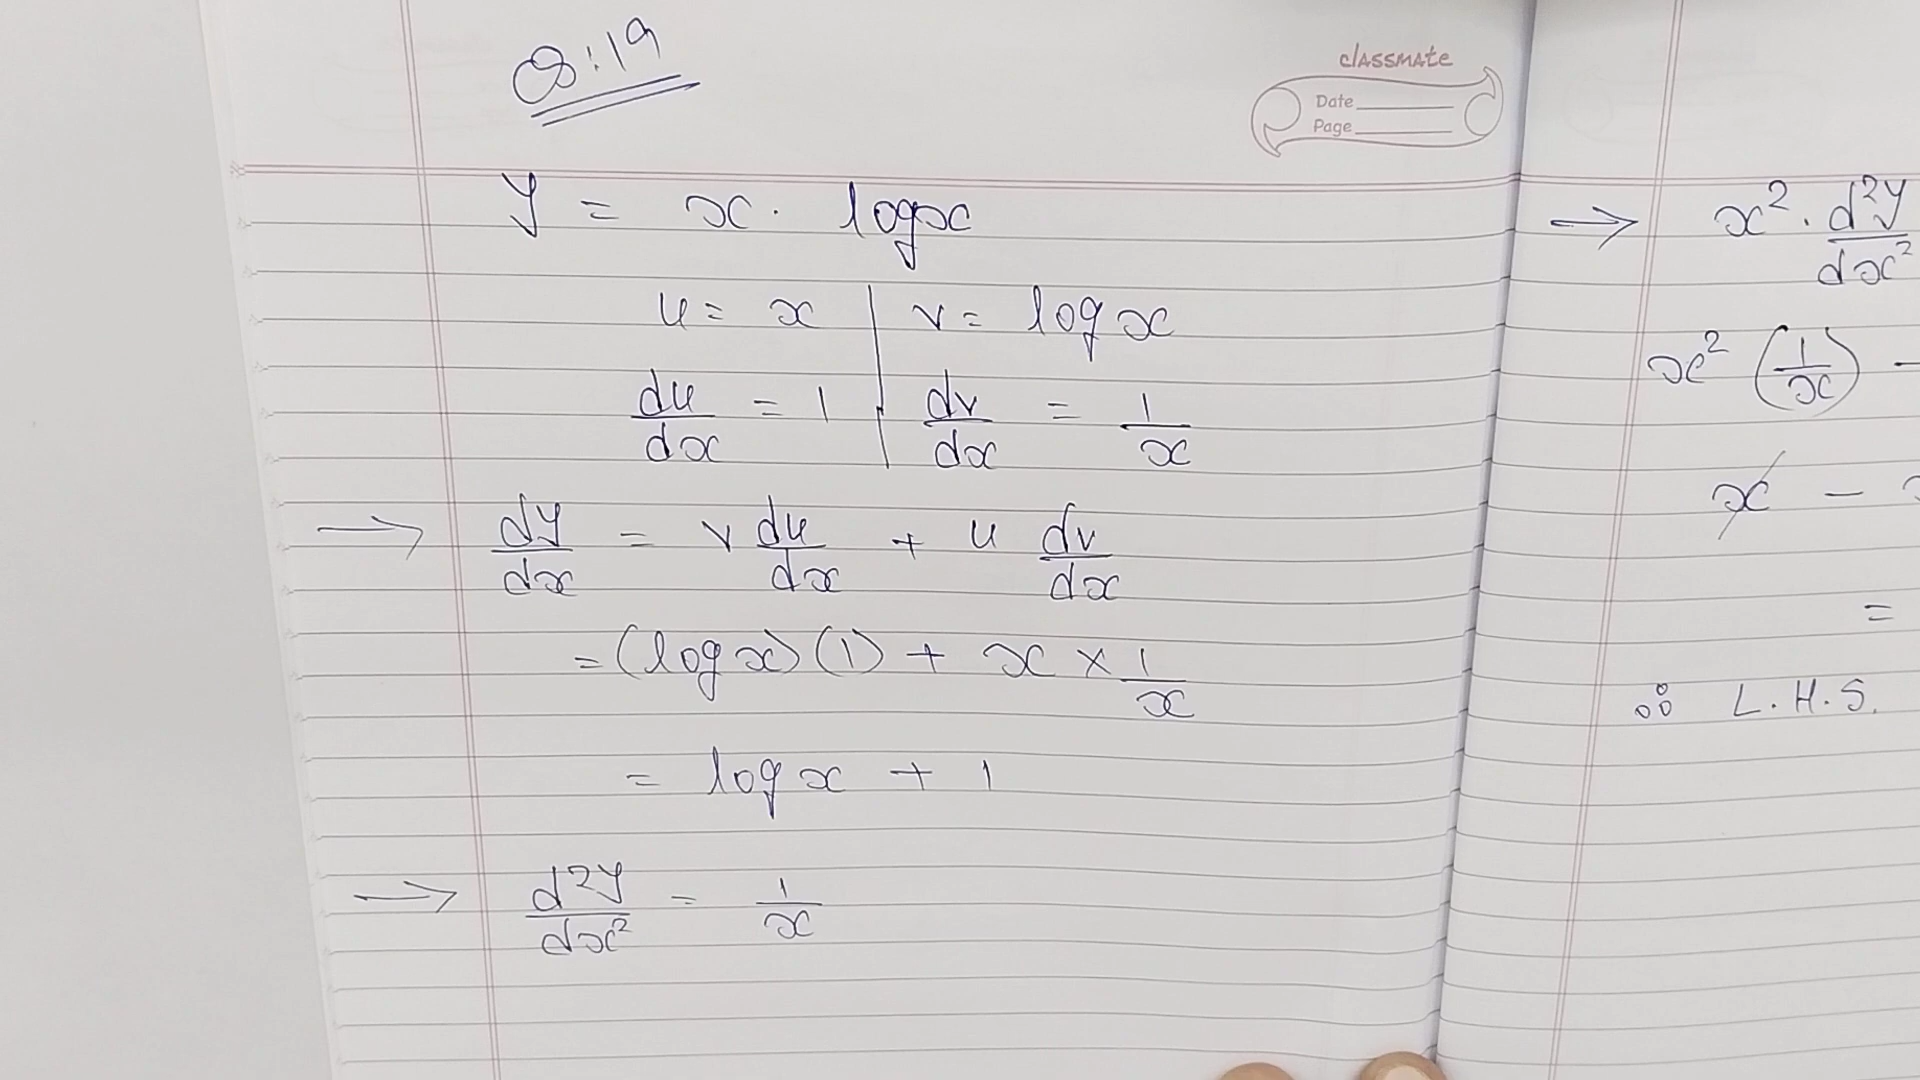 Q:19
classmate
Date
Page
y = x · log x
u = x | v = log x
du/dx = 1 | dv/dx = 1/x
→ dy/dx = v du/dx + u dv/dx
= (log x) (1) + x × 1/x
= log x + 1
→ d²y/dx² = 1/x
→ x² · d²y/dx²
x² (1/x) -
x -
=
∴ L.H.S.